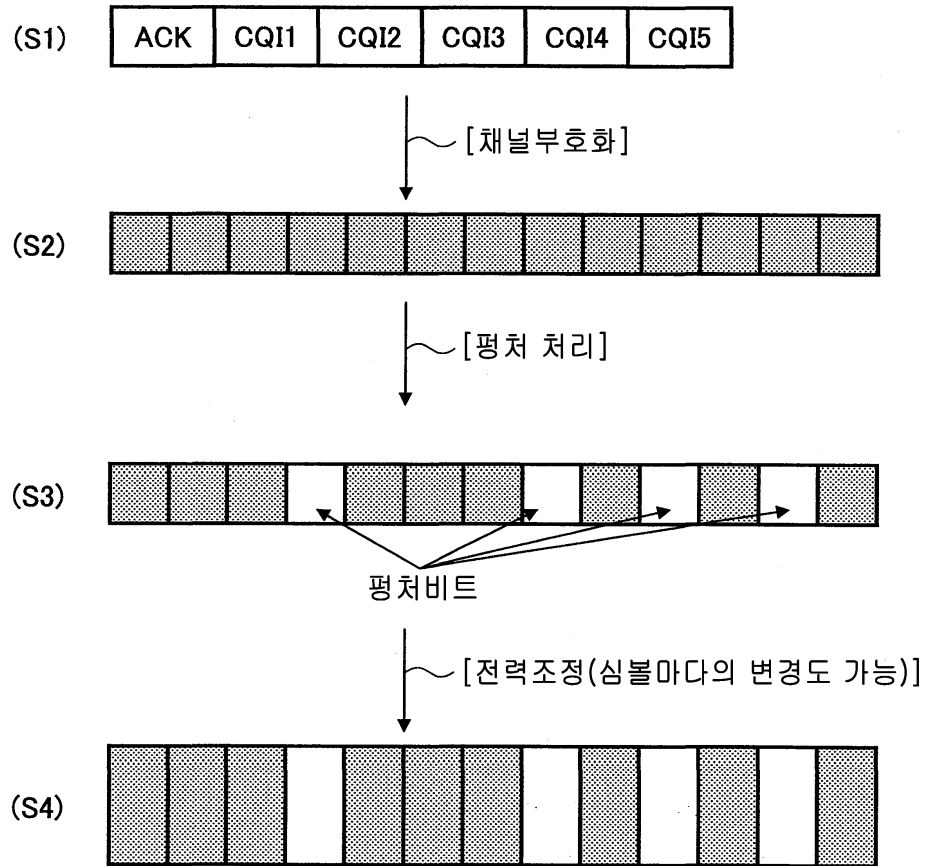 (S1) ACK CQI1 CQI2 CQI3 CQI4 CQI5
[채널부호화]
(S2)
[펑처 처리]
(S3)
펑처비트
[전력조정(심볼마다의 변경도 가능)]
(S4)